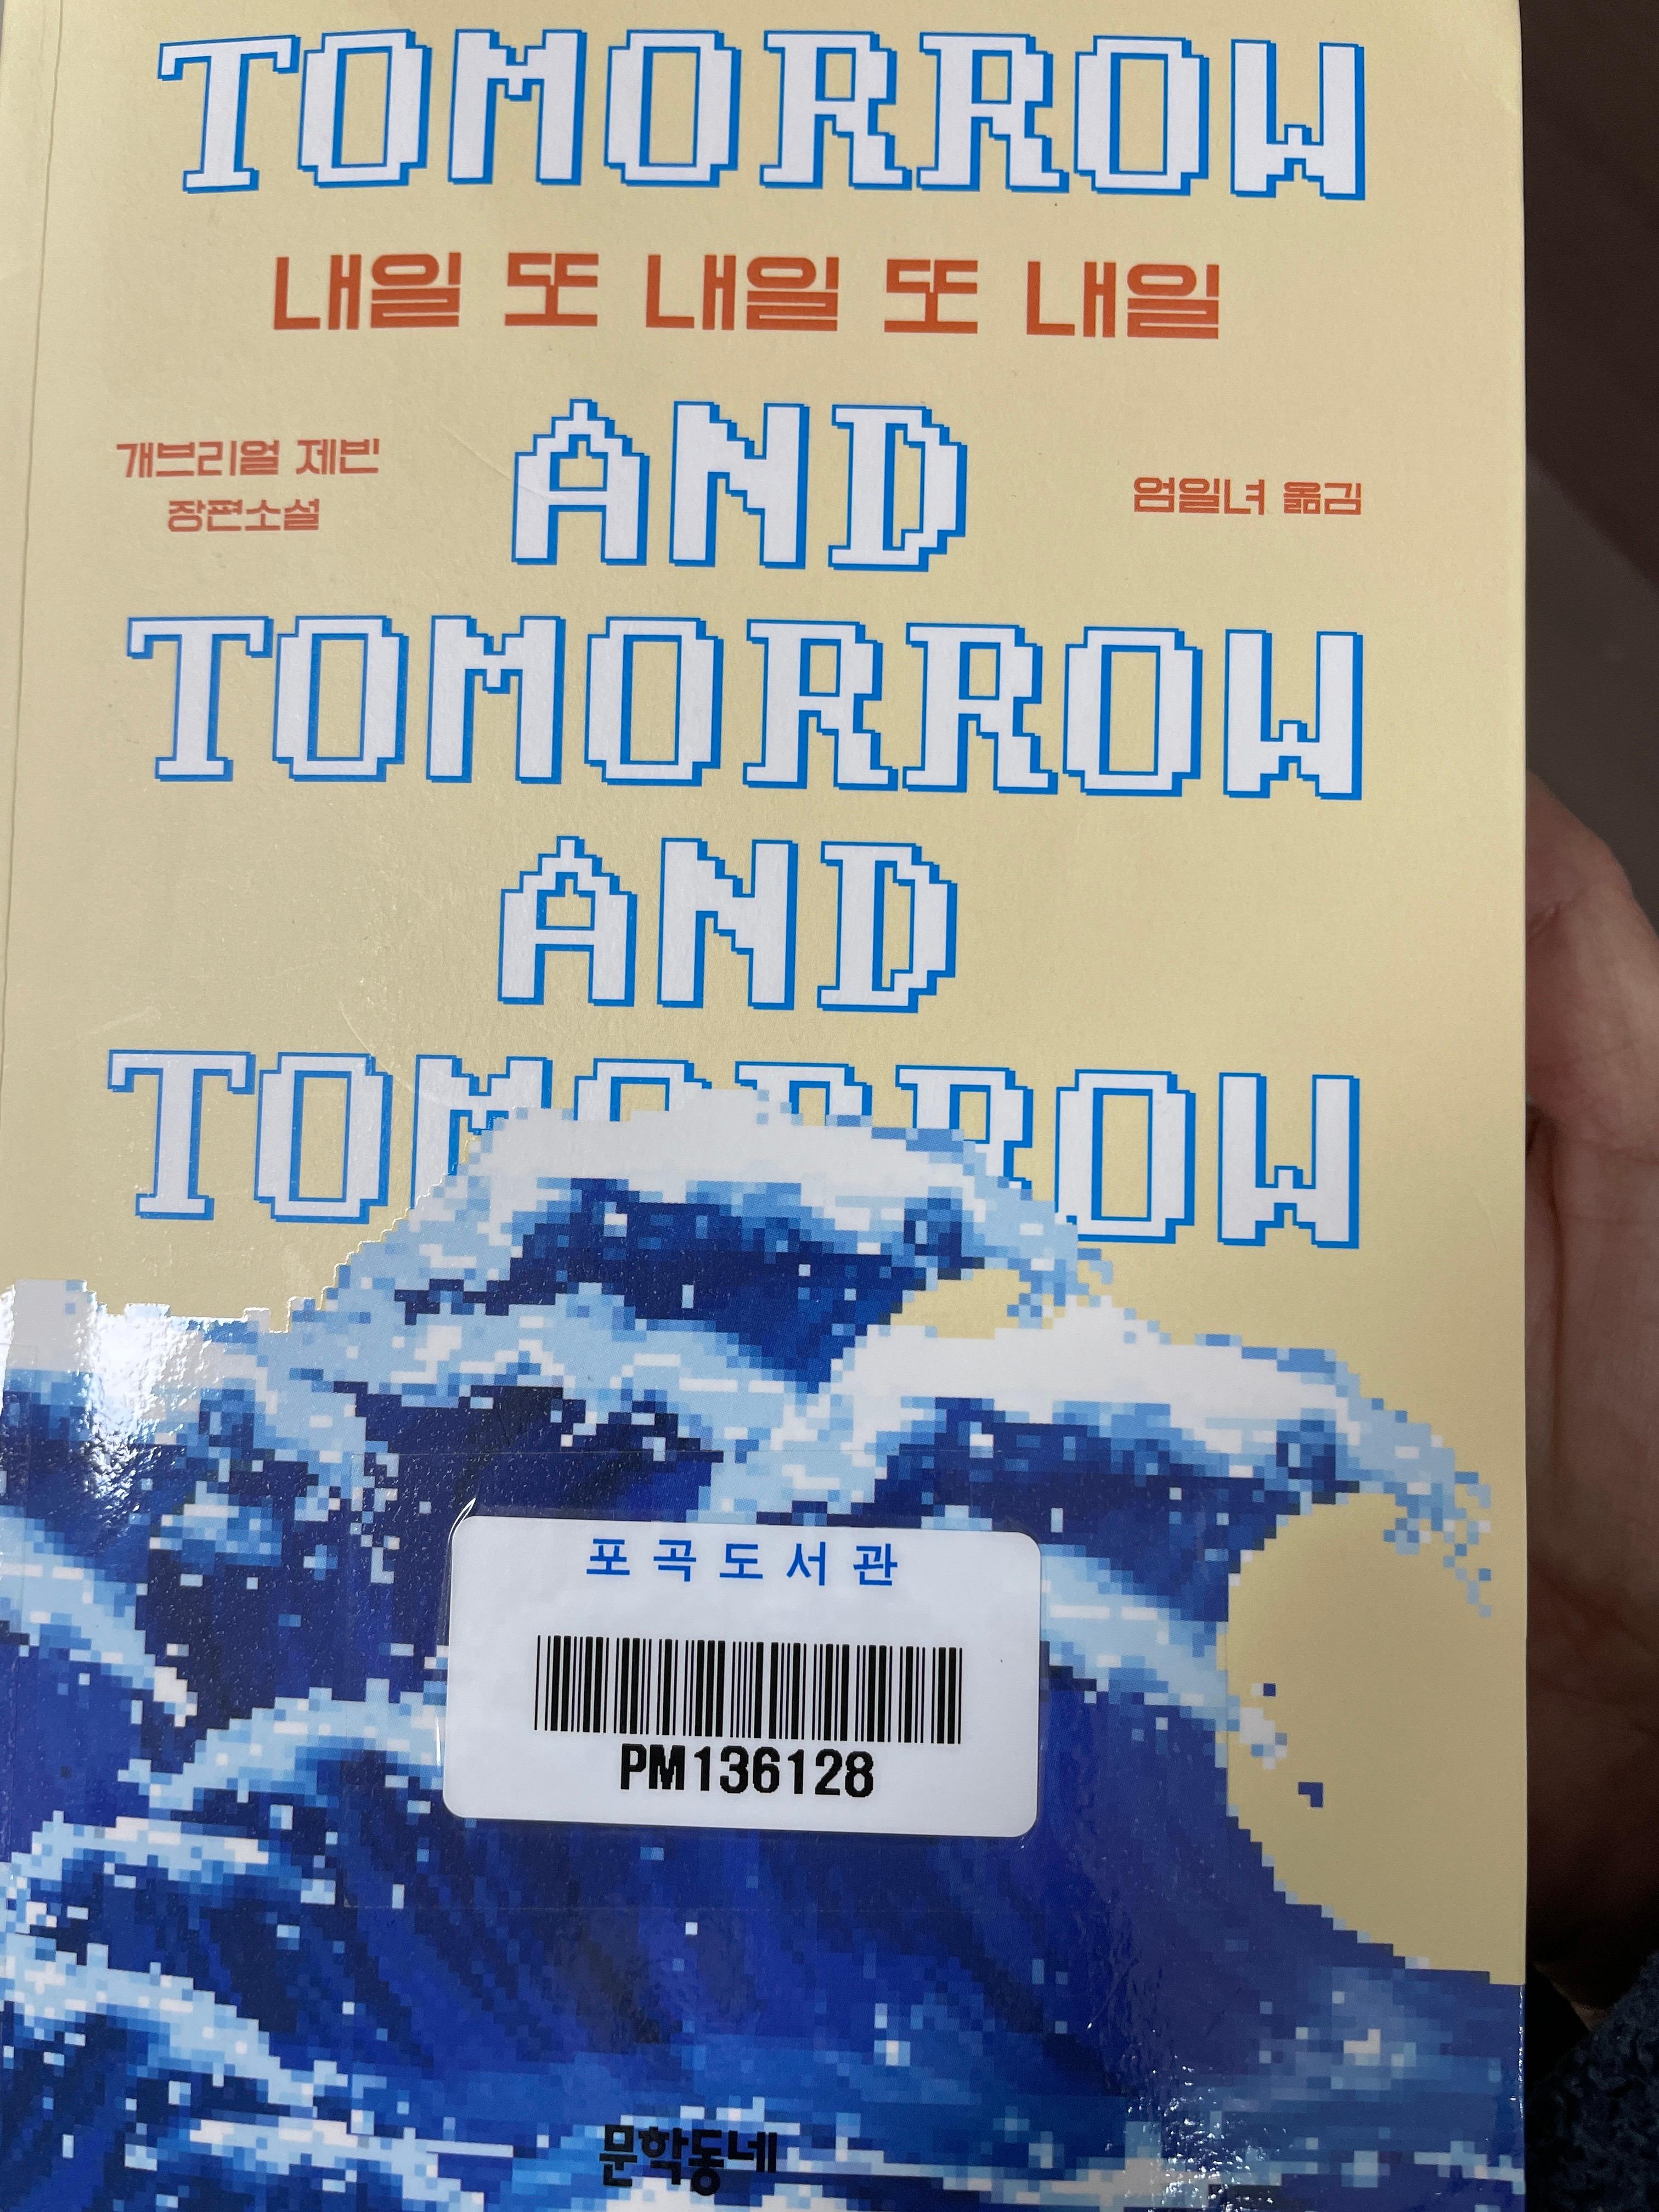 TOMORROW
내일 또 내일 또 내일
AND
개브리얼 제빈
장편소설
엄일녀 옮김
TOMORROW
AND
TOMORROW
포곡도서관
PM136128
문학동네